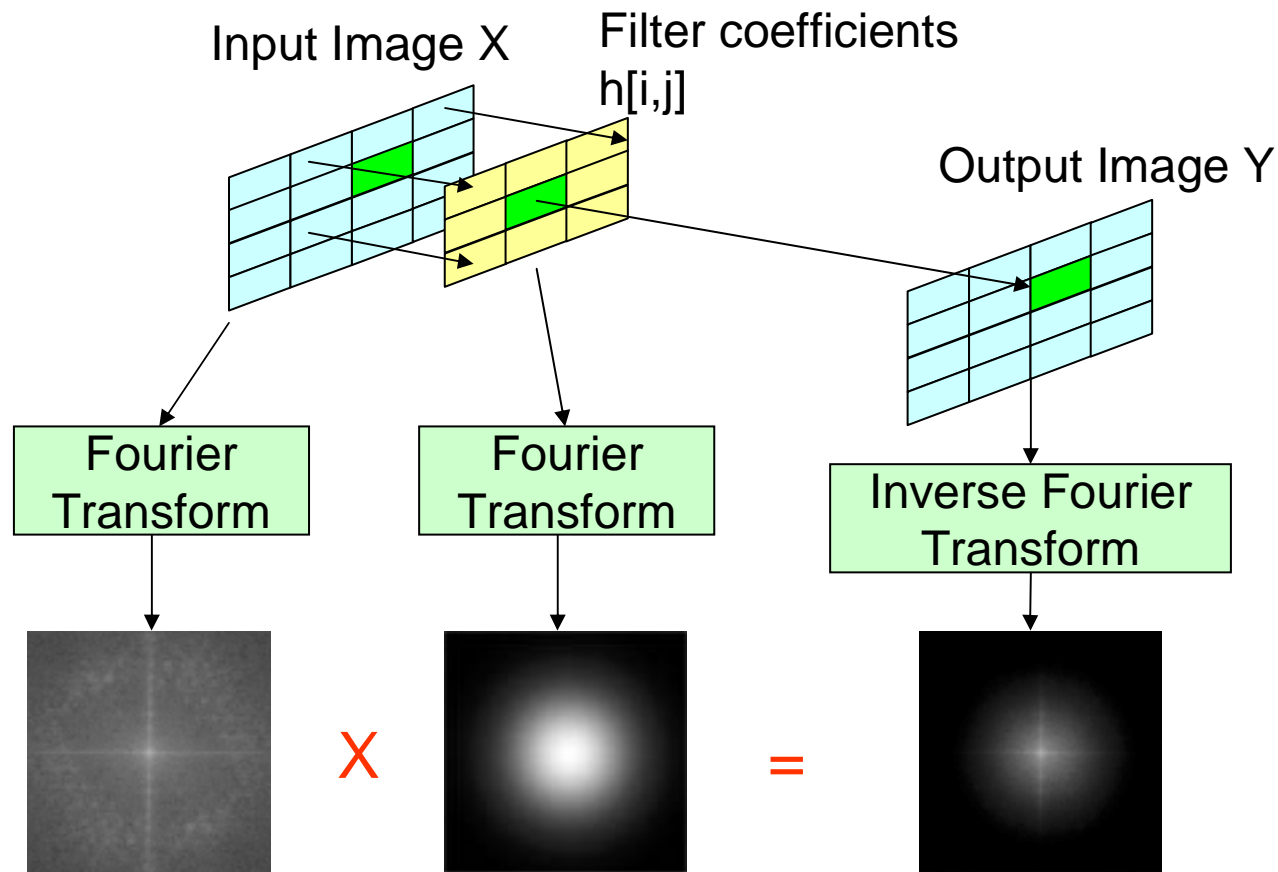 Input Image X
Filter coefficients
h[i,j]
Output Image Y
Fourier
Transform
Fourier
Transform
Inverse Fourier
Transform
X
=